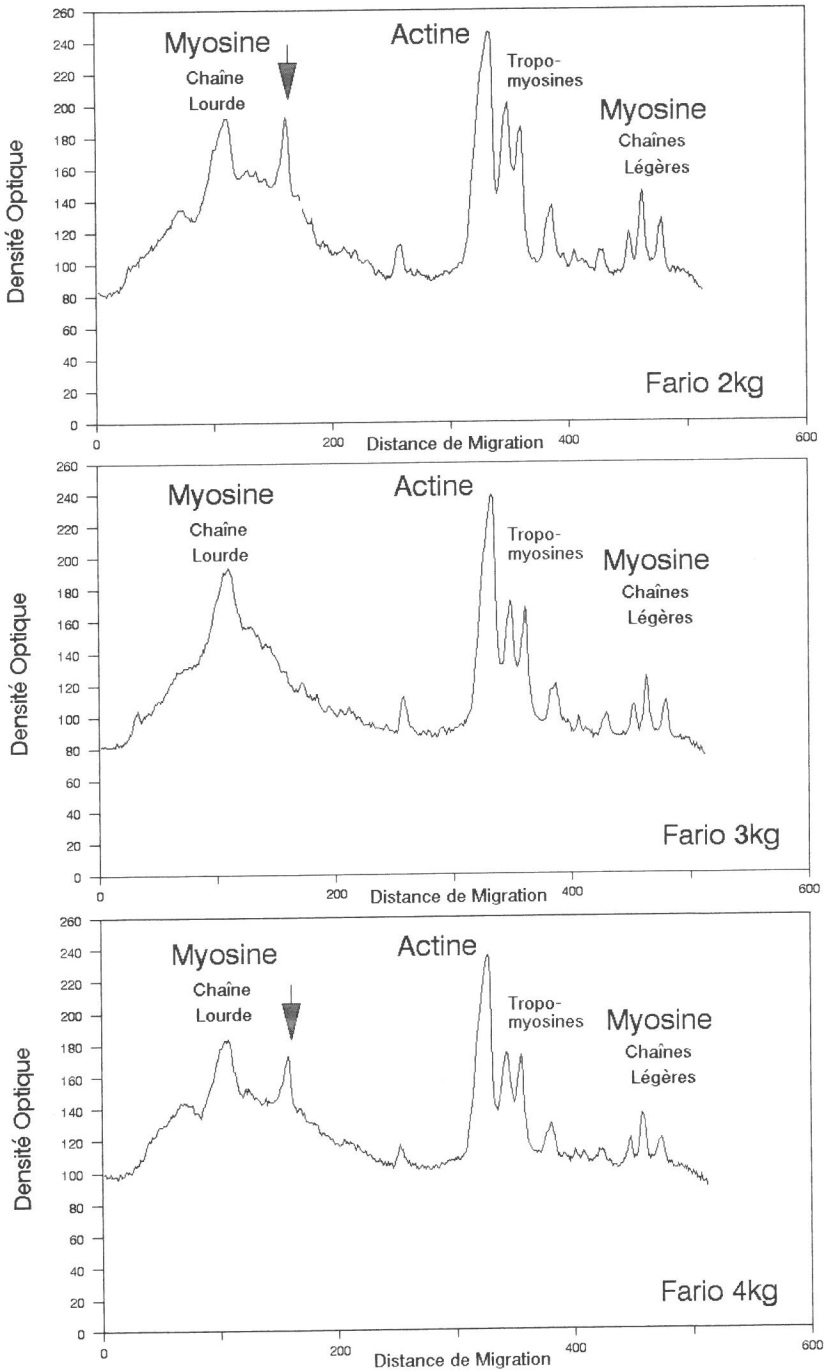 260
240
220
200
180
160
140
120
100
80
60
40
20
0
Densité Optique
Myosine
Chaîne
Lourde
Actine
Tropo-
myosines
Myosine
Chaînes
Légères
Fario 2kg
0
200
400
600
Distance de Migration
260
240
220
200
180
160
140
120
100
80
60
40
20
0
Densité Optique
Myosine
Chaîne
Lourde
Actine
Tropo-
myosines
Myosine
Chaînes
Légères
Fario 3kg
0
200
400
600
Distance de Migration
260
240
220
200
180
160
140
120
100
80
60
40
20
0
Densité Optique
Myosine
Chaîne
Lourde
Actine
Tropo-
myosines
Myosine
Chaînes
Légères
Fario 4kg
0
200
400
600
Distance de Migration